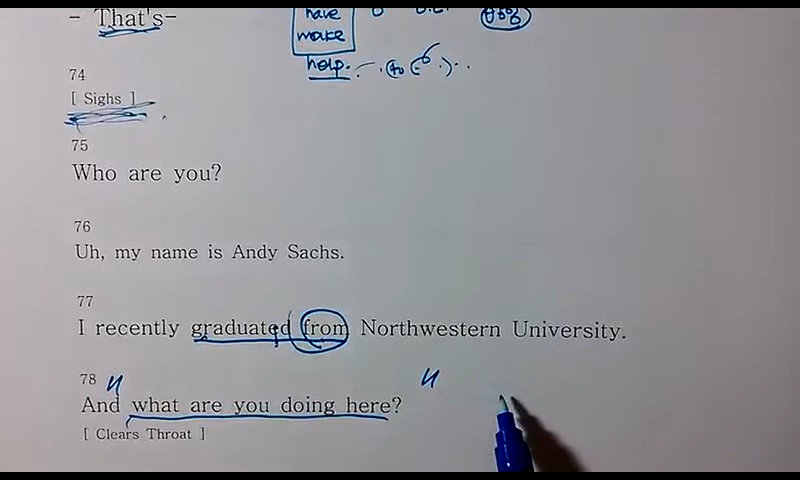 - That's-
have
make
help.
74
[ Sighs ]
75
Who are you?
76
Uh, my name is Andy Sachs.
77
I recently graduated from Northwestern University.
78
And what are you doing here?
[ Clears Throat ]